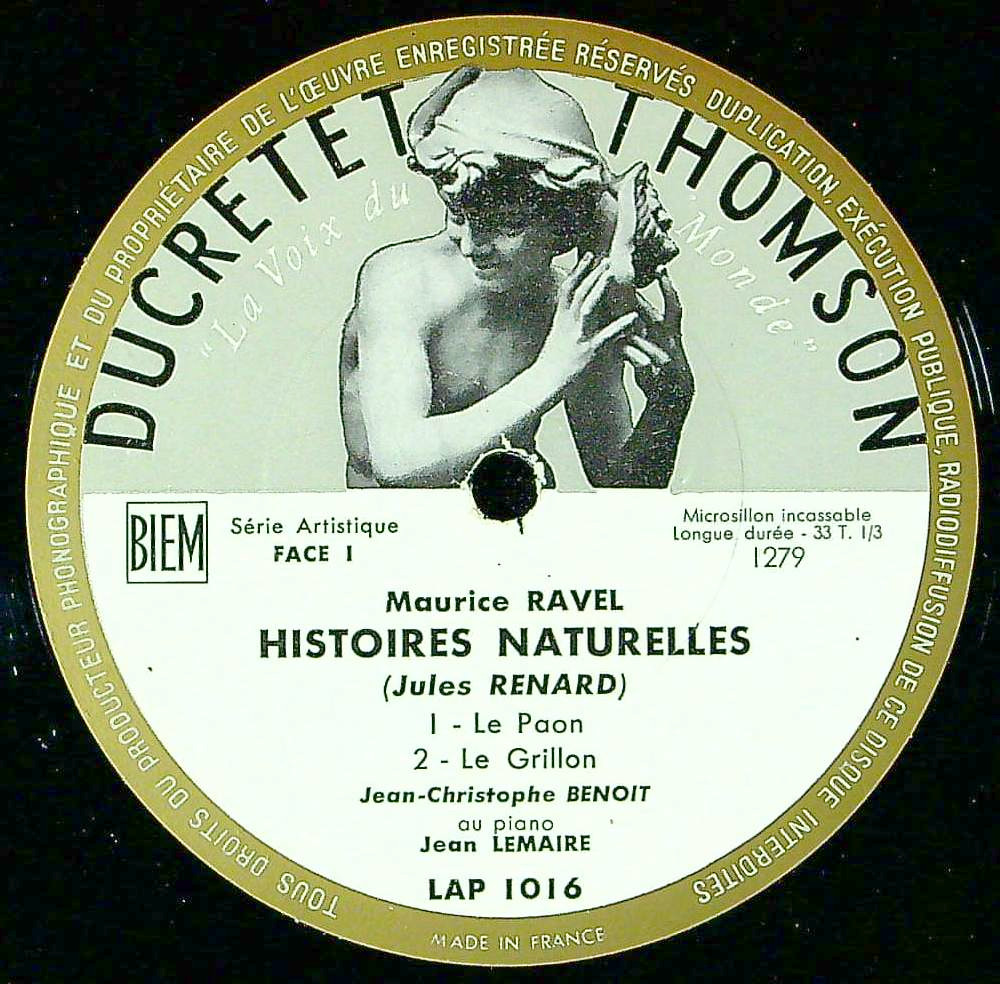 TOUS DROITS DU PRODUCTEUR PHONOGRAPHIQUE ET DU PROPRIÉTAIRE DE L'ŒUVRE ENREGISTRÉE RÉSERVÉS DUPLICATION, EXÉCUTION PUBLIQUE, RADIODIFFUSION DE CE DISQUE INTERDITES
DUCRETET THOMSON
"La Voix du Monde"
BIEM
Série Artistique
FACE 1
Microsillon incassable
Longue durée - 33 T. 1/3
1279
Maurice RAVEL
HISTOIRES NATURELLES
(Jules RENARD)
1 - Le Paon
2 - Le Grillon
Jean-Christophe BENOIT
au piano
Jean LEMAIRE
LAP 1016
MADE IN FRANCE